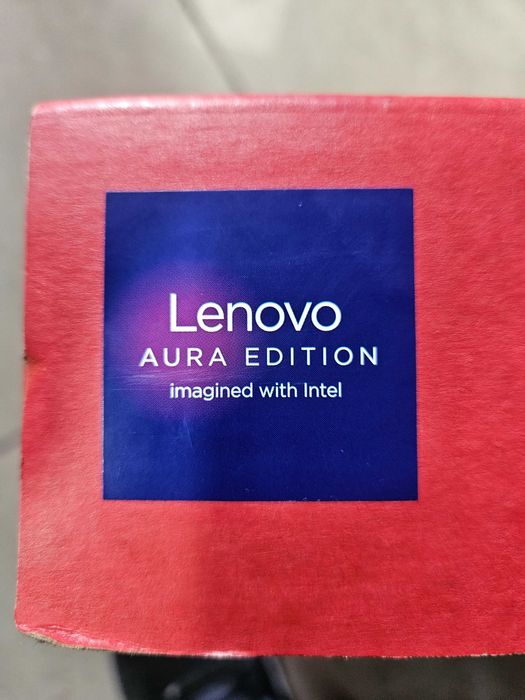 Lenovo
AURA EDITION
imagined with Intel